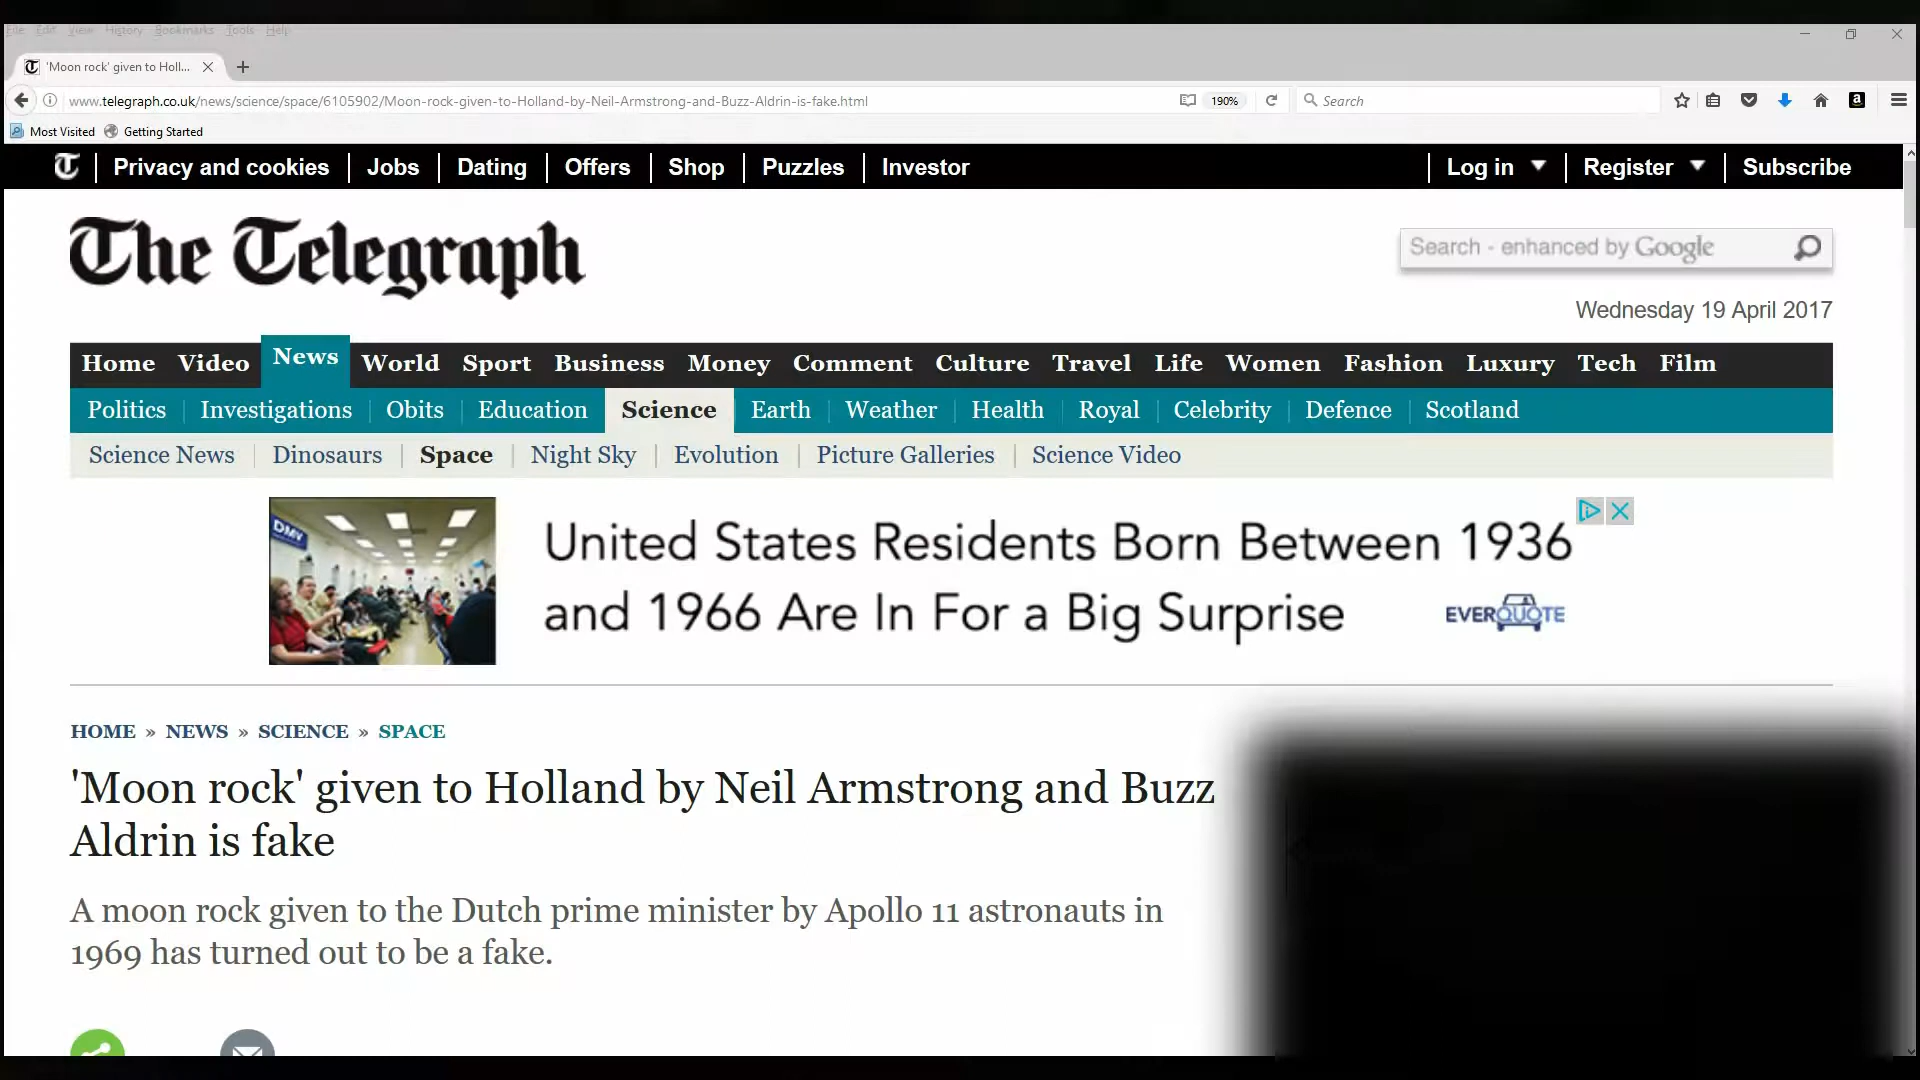 File Edit View History Bookmarks Tools Help
'Moon rock' given to Holl...
www.telegraph.co.uk/news/science/space/6105902/Moon-rock-given-to-Holland-by-Neil-Armstrong-and-Buzz-Aldrin-is-fake.html 190% Search
Most Visited Getting Started
Privacy and cookies Jobs Dating Offers Shop Puzzles Investor Log in Register Subscribe
The Telegraph
Search - enhanced by Google
Wednesday 19 April 2017
Home Video News World Sport Business Money Comment Culture Travel Life Women Fashion Luxury Tech Film
Politics Investigations Obits Education Science Earth Weather Health Royal Celebrity Defence Scotland
Science News Dinosaurs Space Night Sky Evolution Picture Galleries Science Video
DMV
United States Residents Born Between 1936
and 1966 Are In For a Big Surprise
EVERQUOTE
HOME » NEWS » SCIENCE » SPACE
'Moon rock' given to Holland by Neil Armstrong and Buzz
Aldrin is fake
A moon rock given to the Dutch prime minister by Apollo 11 astronauts in
1969 has turned out to be a fake.